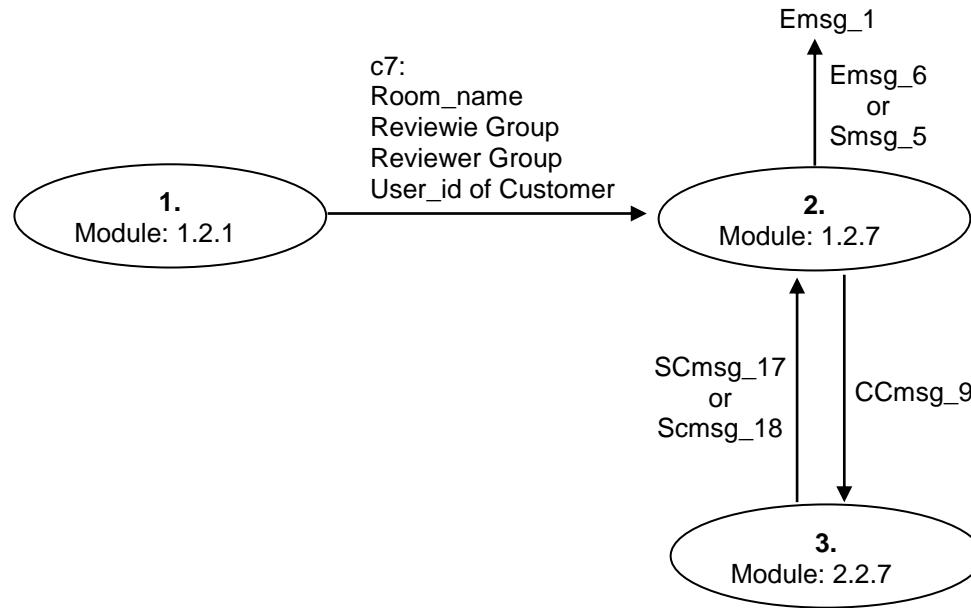 Emsg_1
c7:
Room_name
Reviewie Group
Reviewer Group
User_id of Customer
Emsg_6
or
Smsg_5
1.
Module: 1.2.1
2.
Module: 1.2.7
SCmsg_17
or
Scmsg_18
CCmsg_9
3.
Module: 2.2.7